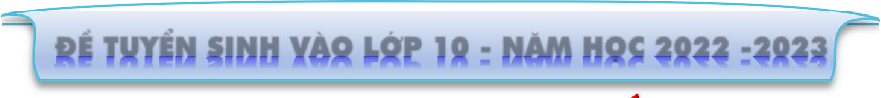 ĐỀ TUYỂN SINH VÀO LỚP 10 - NĂM HỌC 2022 -2023